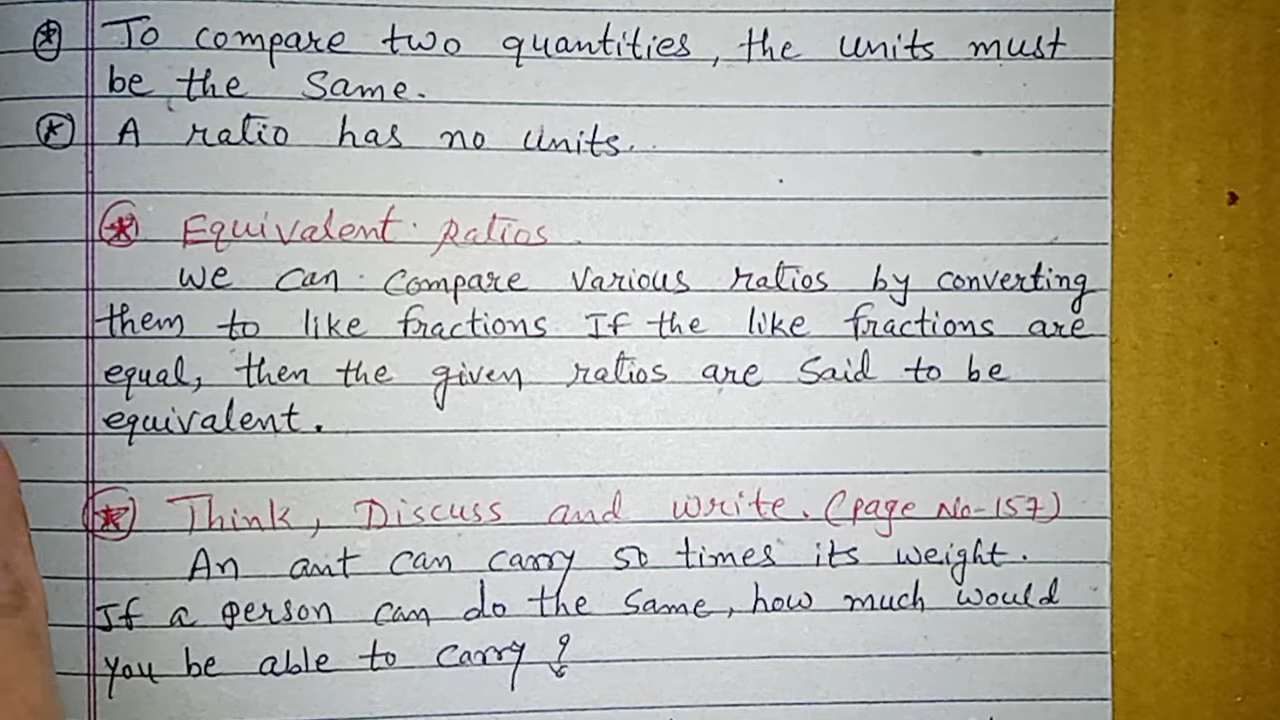 To compare two quantities, the units must
be the same.
A ratio has no units.
Equivalent Ratios
We can compare various ratios by converting
them to like fractions If the like fractions are
equal, then the given ratios are said to be
equivalent.
Think, Discuss and write. (page No-157)
An ant can carry 50 times its weight.
If a person can do the same, how much would
you be able to carry?